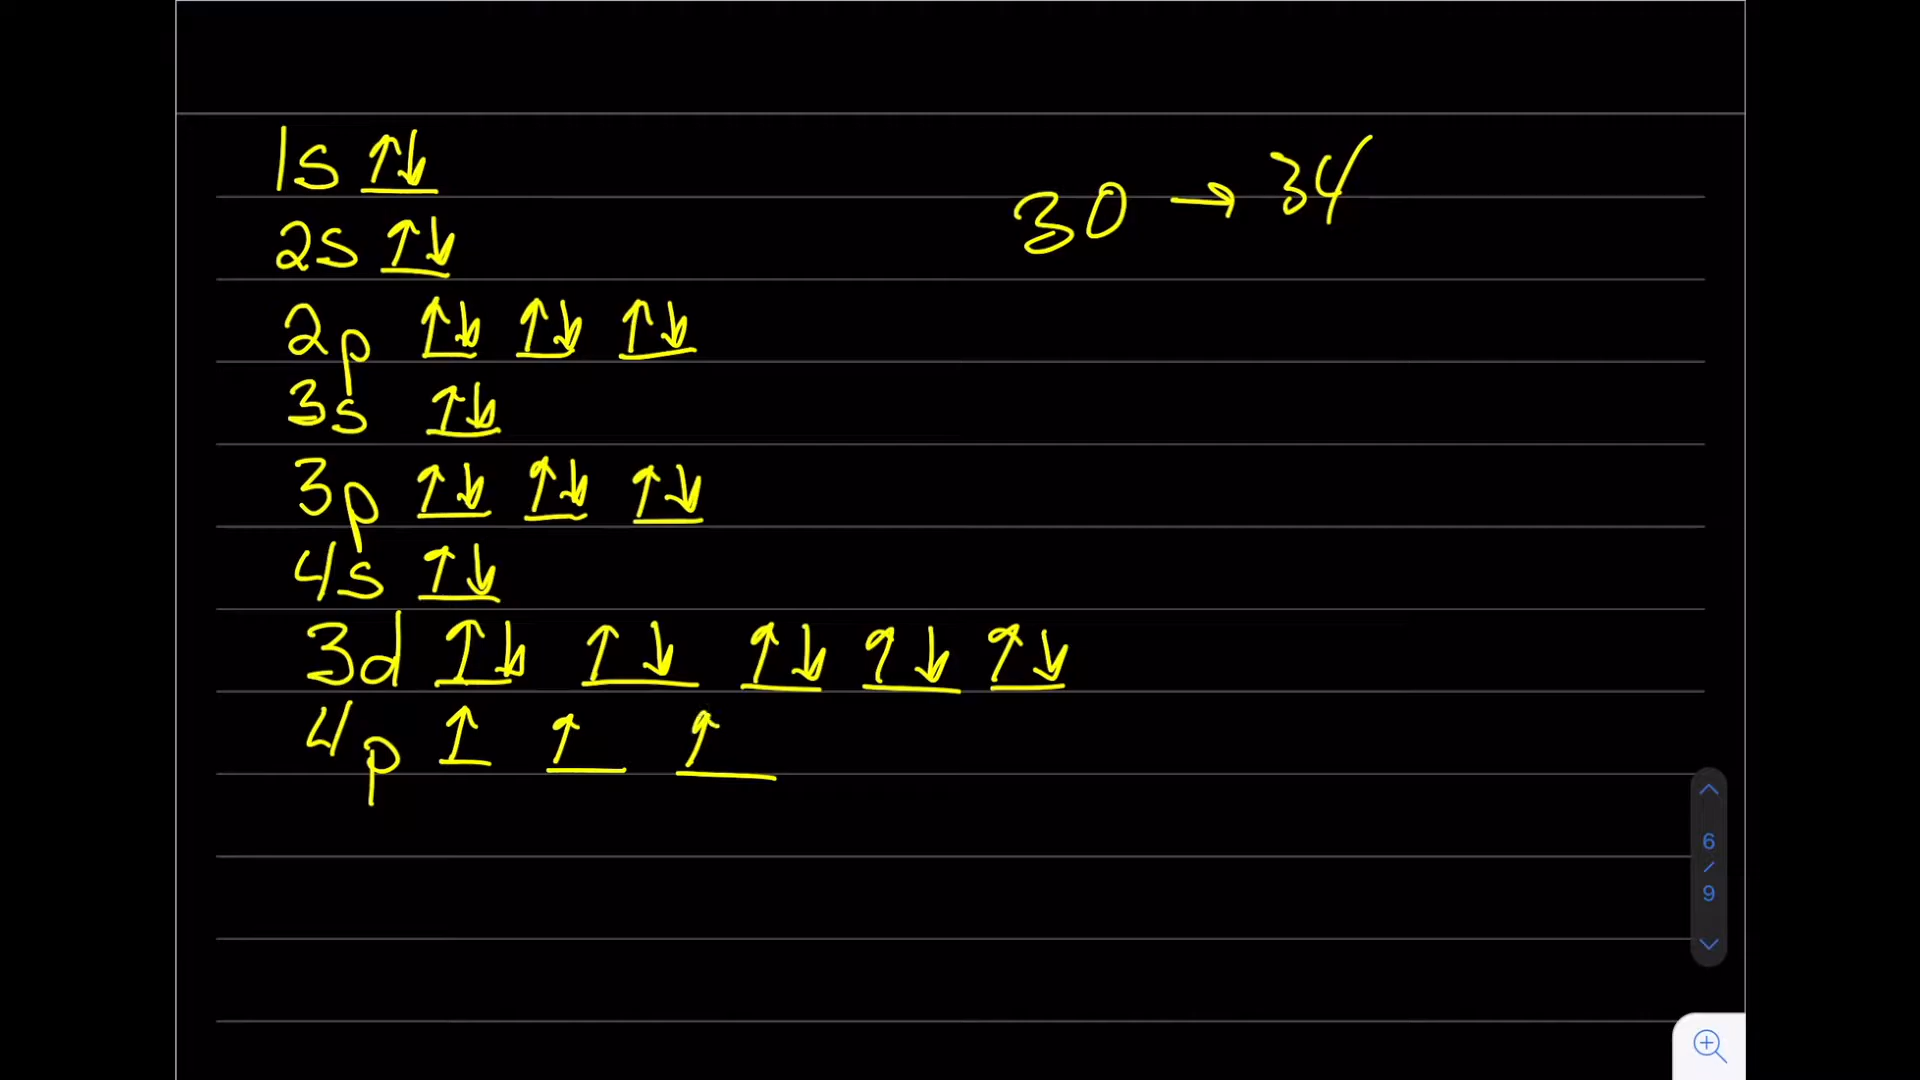 1s ↑↓
30 → 34
2s ↑↓
2p ↑↓ ↑↓ ↑↓
3s ↑↓
3p ↑↓ ↑↓ ↑↓
4s ↑↓
3d ↑↓ ↑↓ ↑↓ ↑↓ ↑↓
4p ↑ ↑ ↑
6
/
9